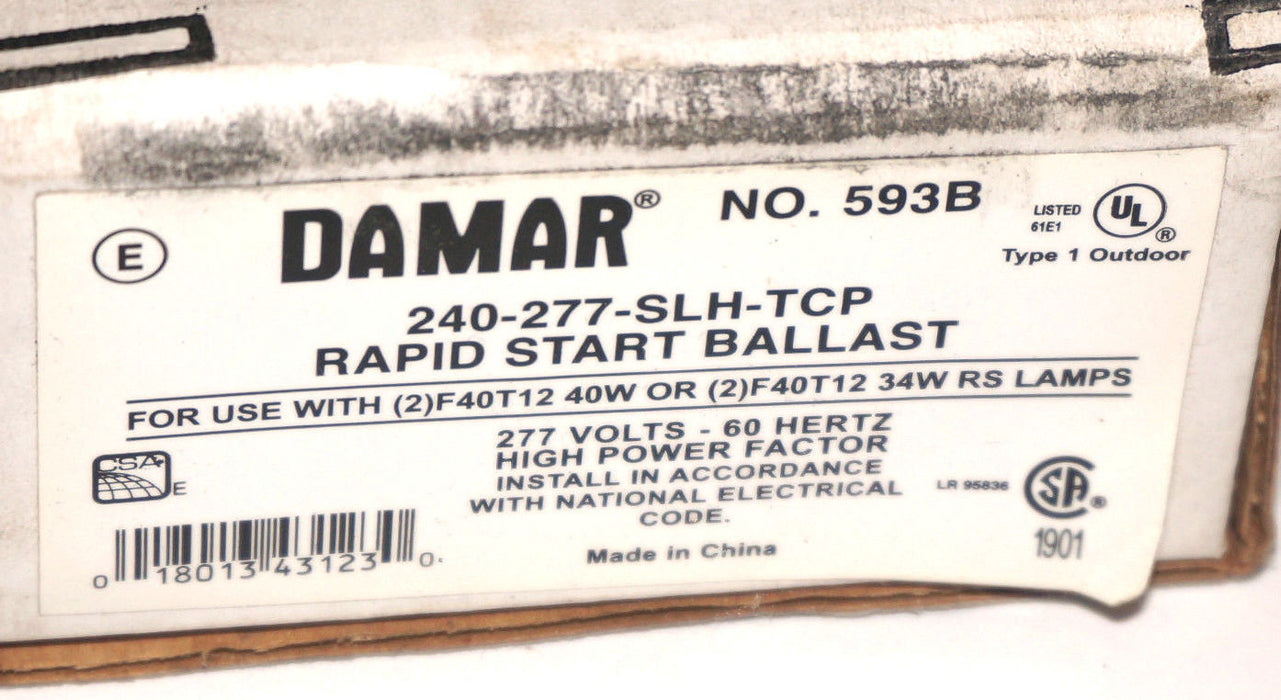 E
DAMAR®
NO. 593B
LISTED
61E1
UL®
Type 1 Outdoor
240-277-SLH-TCP
RAPID START BALLAST
FOR USE WITH (2)F40T12 40W OR (2)F40T12 34W RS LAMPS
277 VOLTS - 60 HERTZ
HIGH POWER FACTOR
INSTALL IN ACCORDANCE
WITH NATIONAL ELECTRICAL
CODE.
Made in China
CSA
E
0 18013 43123 0
LR 95836
SA®
1901